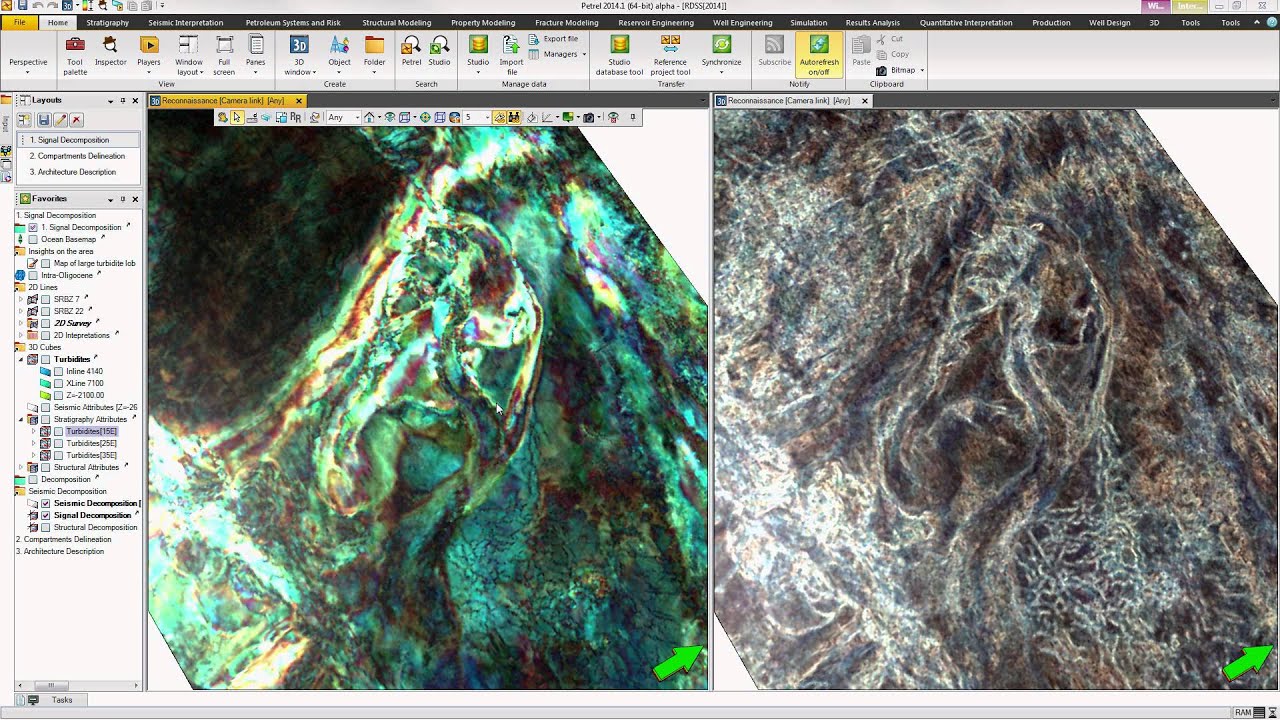 Petrel 2014.1 (64-bit) alpha - [RDSS[2014]]
Wi...
Inter...
File
Home
Stratigraphy
Seismic Interpretation
Petroleum Systems and Risk
Structural Modeling
Property Modeling
Fracture Modeling
Reservoir Engineering
Well Engineering
Simulation
Results Analysis
Quantitative Interpretation
Production
Well Design
3D
Tools
Tools
Perspective
Tool palette
Inspector
Players
Window layout
Full screen
Panes
View
3D window
Object
Folder
Create
Petrel
Studio
Search
Studio
Import file
Export file
Managers
Manage data
Studio database tool
Reference project tool
Synchronize
Transfer
Subscribe
Autorefresh on/off
Notify
Paste
Cut
Copy
Bitmap
Clipboard
Input
Layouts
1. Signal Decomposition
2. Compartments Delineation
3. Architecture Description
Favorites
1. Signal Decomposition
1. Signal Decomposition
Ocean Basemap
Insights on the area
Map of large turbidite lob
Intra-Oligocene
2D Lines
SRBZ 7
SRBZ 22
2D Survey
2D Intepretations
3D Cubes
Turbidites
Inline 4140
XLine 7100
Z=-2100.00
Seismic Attributes [Z=-26
Stratigraphy Attributes
Turbidites[15E]
Turbidites[25E]
Turbidites[35E]
Structural Attributes
Decomposition
Seismic Decomposition
Seismic Decomposition [
Signal Decomposition
Structural Decomposition
2. Compartments Delineation
3. Architecture Description
Reconnaissance [Camera link] [Any]
Any
5
Reconnaissance [Camera link] [Any]
Tasks
RAM